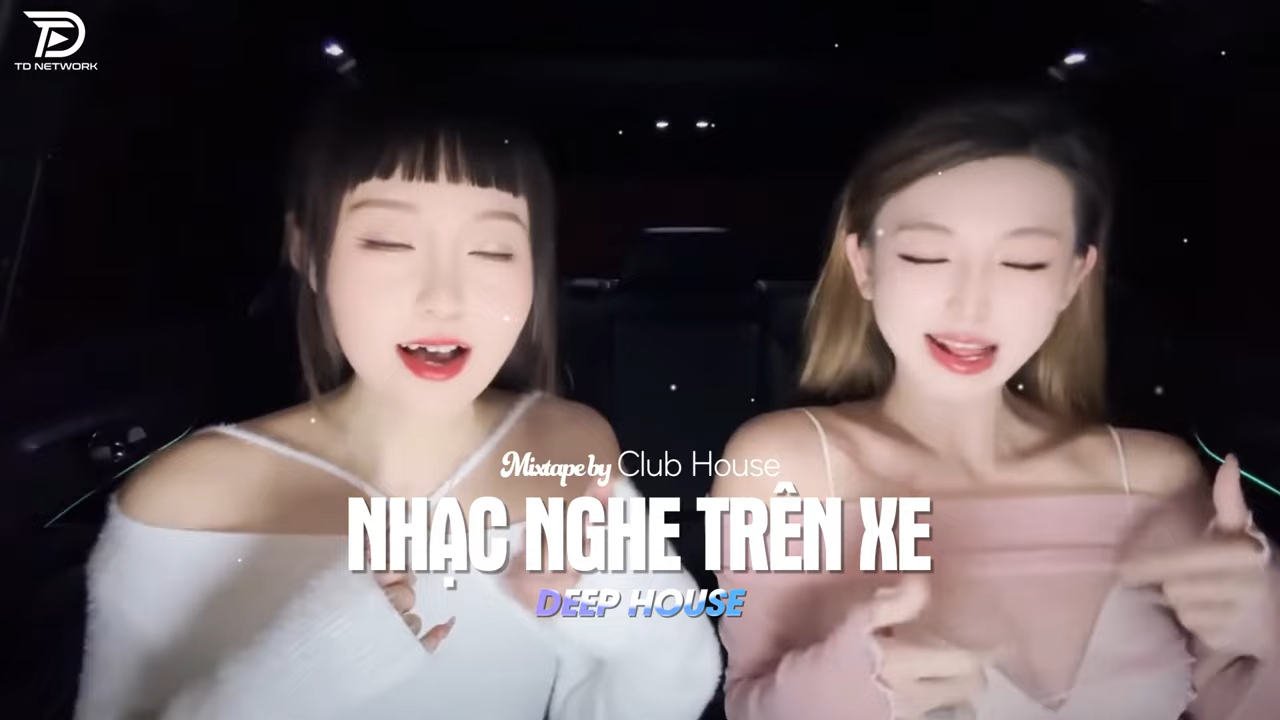 TD NETWORK
Mixtape by Club House
NHẠC NGHE TRÊN XE
DEEP HOUSE